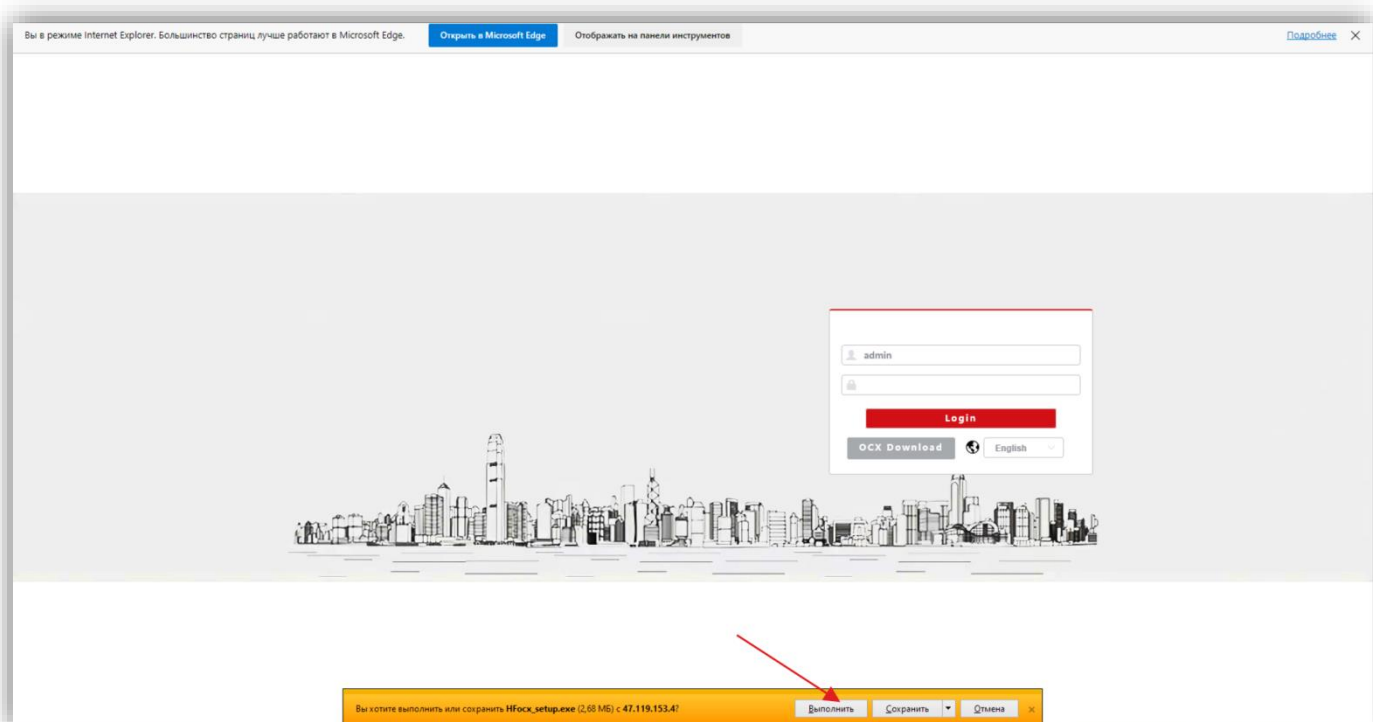 Вы в режиме Internet Explorer. Большинство страниц лучше работают в Microsoft Edge. Открыть в Microsoft Edge Отображать на панели инструментов Подробнее
admin
Login
OCX Download English
Вы хотите выполнить или сохранить HFocx_setup.exe (2,68 МБ) с 47.119.153.4? Выполнить Сохранить Отмена